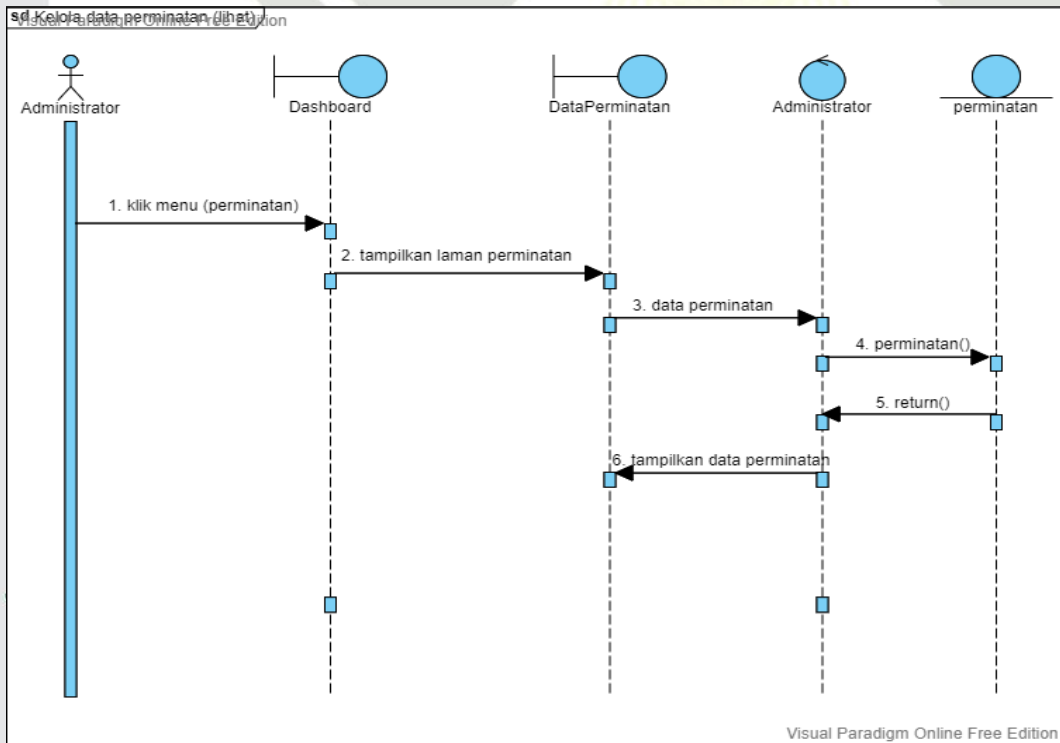 sd Kelola data perminatan (lihat)
Visual Paradigm Online Free Edition
Administrator
Dashboard
DataPerminatan
Administrator
perminatan
1. klik menu (perminatan)
2. tampilkan laman perminatan
3. data perminatan
4. perminatan()
5. return()
6. tampilkan data perminatan
Visual Paradigm Online Free Edition